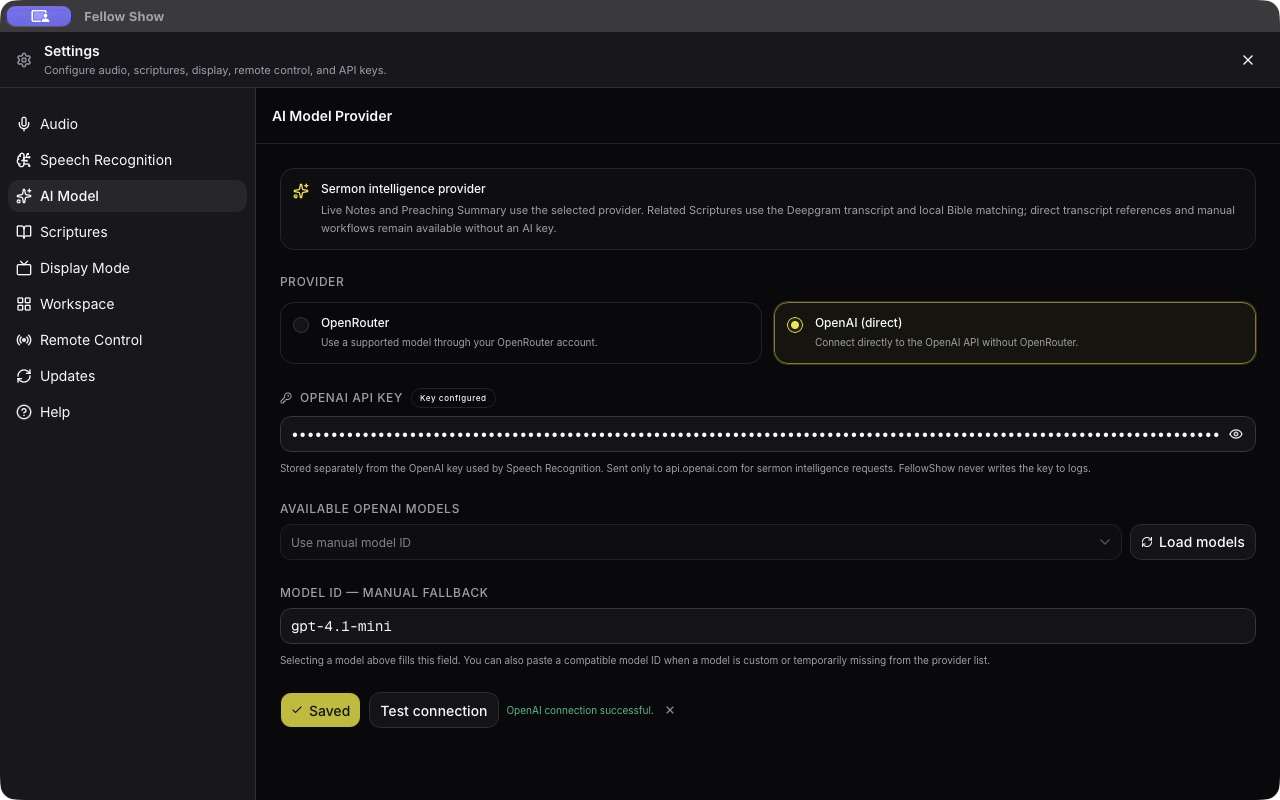 Fellow Show
Settings
Configure audio, scriptures, display, remote control, and API keys.
Audio
Speech Recognition
AI Model
Scriptures
Display Mode
Workspace
Remote Control
Updates
Help
AI Model Provider
Sermon intelligence provider
Live Notes and Preaching Summary use the selected provider. Related Scriptures use the Deepgram transcript and local Bible matching; direct transcript references and manual
workflows remain available without an AI key.
PROVIDER
OpenRouter
Use a supported model through your OpenRouter account.
OpenAI (direct)
Connect directly to the OpenAI API without OpenRouter.
OPENAI API KEY Key configured
Stored separately from the OpenAI key used by Speech Recognition. Sent only to api.openai.com for sermon intelligence requests. FellowShow never writes the key to logs.
AVAILABLE OPENAI MODELS
Use manual model ID Load models
MODEL ID — MANUAL FALLBACK
gpt-4.1-mini
Selecting a model above fills this field. You can also paste a compatible model ID when a model is custom or temporarily missing from the provider list.
Saved Test connection OpenAI connection successful.